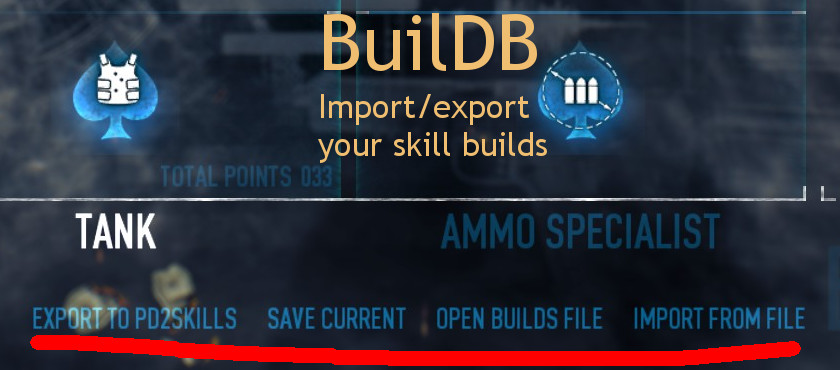 BuilDB
Import/export
your skill builds
TOTAL POINTS 033
TANK
AMMO SPECIALIST
EXPORT TO PD2SKILLS
SAVE CURRENT
OPEN BUILDS FILE
IMPORT FROM FILE